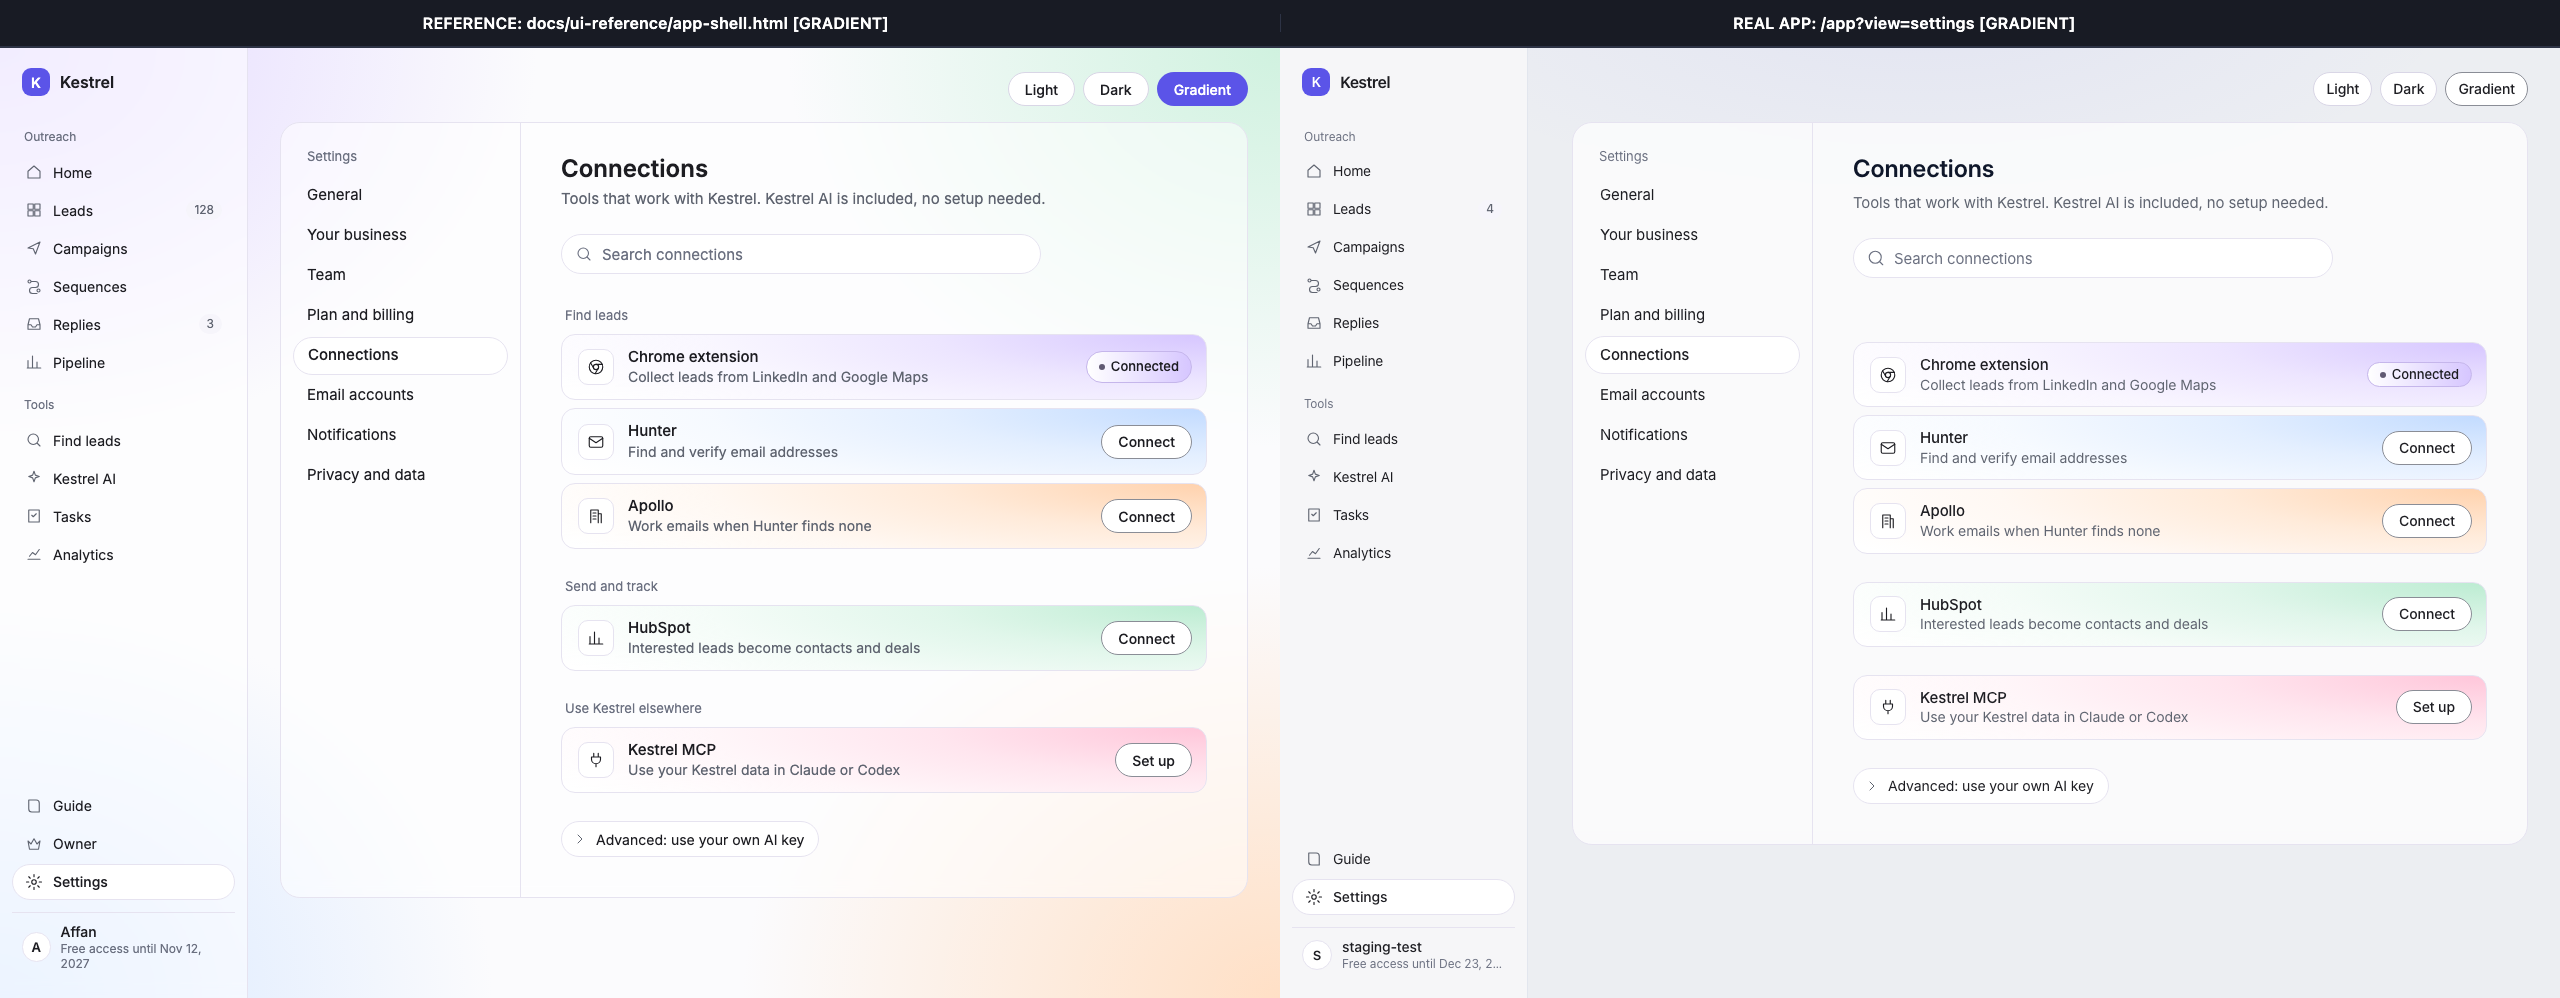 REFERENCE: docs/ui-reference/app-shell.html [GRADIENT]
K Kestrel
Outreach
Home
Leads 128
Campaigns
Sequences
Replies 3
Pipeline
Tools
Find leads
Kestrel AI
Tasks
Analytics
Guide
Owner
Settings
A Affan
Free access until Nov 12,
2027
Light Dark Gradient
Settings
General
Your business
Team
Plan and billing
Connections
Email accounts
Notifications
Privacy and data
Connections
Tools that work with Kestrel. Kestrel AI is included, no setup needed.
Search connections
Find leads
Chrome extension
Collect leads from LinkedIn and Google Maps
Connected
Hunter
Find and verify email addresses
Connect
Apollo
Work emails when Hunter finds none
Connect
Send and track
HubSpot
Interested leads become contacts and deals
Connect
Use Kestrel elsewhere
Kestrel MCP
Use your Kestrel data in Claude or Codex
Set up
Advanced: use your own AI key
REAL APP: /app?view=settings [GRADIENT]
K Kestrel
Outreach
Home
Leads 4
Campaigns
Sequences
Replies
Pipeline
Tools
Find leads
Kestrel AI
Tasks
Analytics
Guide
Settings
S staging-test
Free access until Dec 23, 2...
Light Dark Gradient
Settings
General
Your business
Team
Plan and billing
Connections
Email accounts
Notifications
Privacy and data
Connections
Tools that work with Kestrel. Kestrel AI is included, no setup needed.
Search connections
Chrome extension
Collect leads from LinkedIn and Google Maps
Connected
Hunter
Find and verify email addresses
Connect
Apollo
Work emails when Hunter finds none
Connect
HubSpot
Interested leads become contacts and deals
Connect
Kestrel MCP
Use your Kestrel data in Claude or Codex
Set up
Advanced: use your own AI key